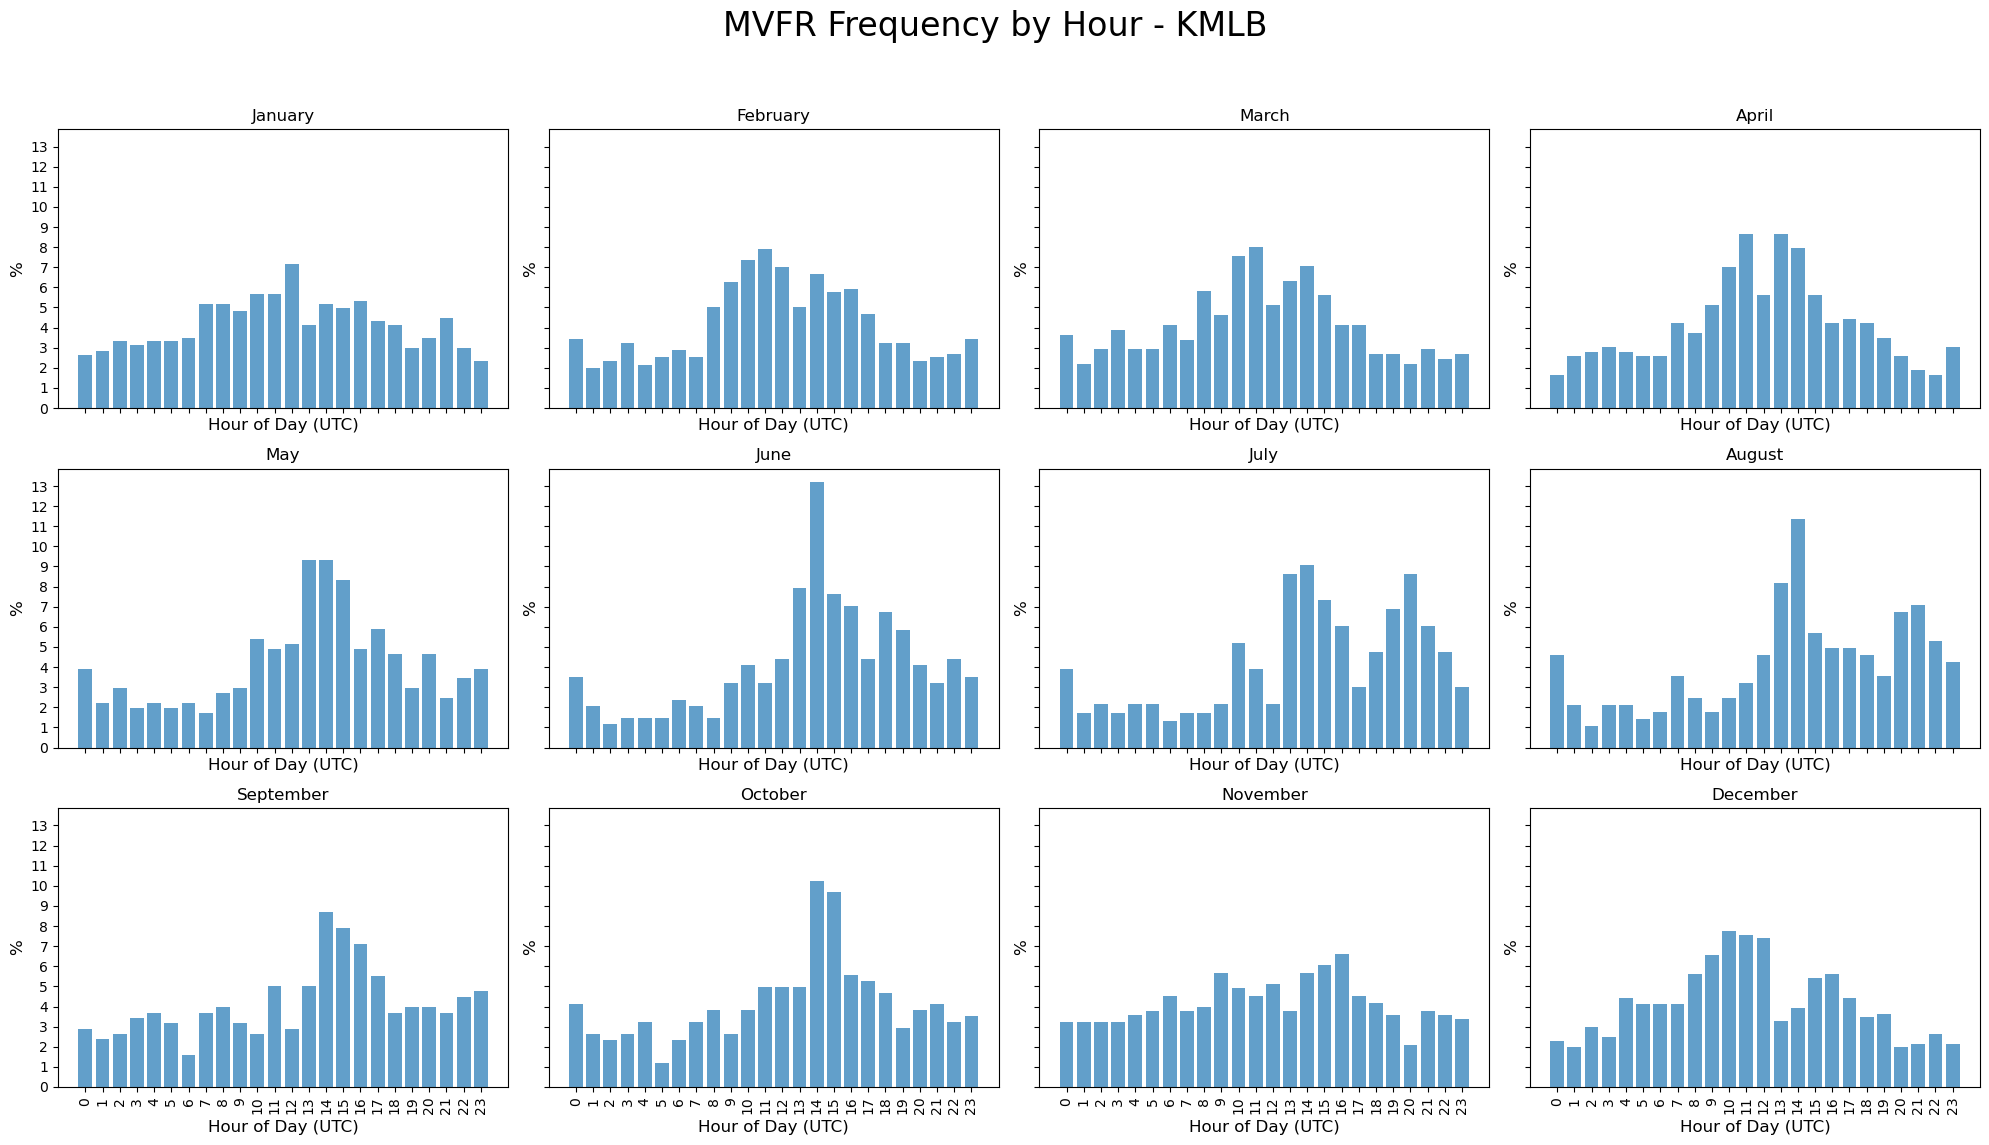 MVFR Frequency by Hour - KMLB
January
February
March
April
13
12
11
10
9
8
7
6
5
4
3
2
1
0
%
%
%
%
Hour of Day (UTC)
Hour of Day (UTC)
Hour of Day (UTC)
Hour of Day (UTC)
May
June
July
August
13
12
11
10
9
8
7
6
5
4
3
2
1
0
%
%
%
%
Hour of Day (UTC)
Hour of Day (UTC)
Hour of Day (UTC)
Hour of Day (UTC)
September
October
November
December
13
12
11
10
9
8
7
6
5
4
3
2
1
0
%
%
%
%
0 1 2 3 4 5 6 7 8 9 10 11 12 13 14 15 16 17 18 19 20 21 22 23
0 1 2 3 4 5 6 7 8 9 10 11 12 13 14 15 16 17 18 19 20 21 22 23
0 1 2 3 4 5 6 7 8 9 10 11 12 13 14 15 16 17 18 19 20 21 22 23
0 1 2 3 4 5 6 7 8 9 10 11 12 13 14 15 16 17 18 19 20 21 22 23
Hour of Day (UTC)
Hour of Day (UTC)
Hour of Day (UTC)
Hour of Day (UTC)